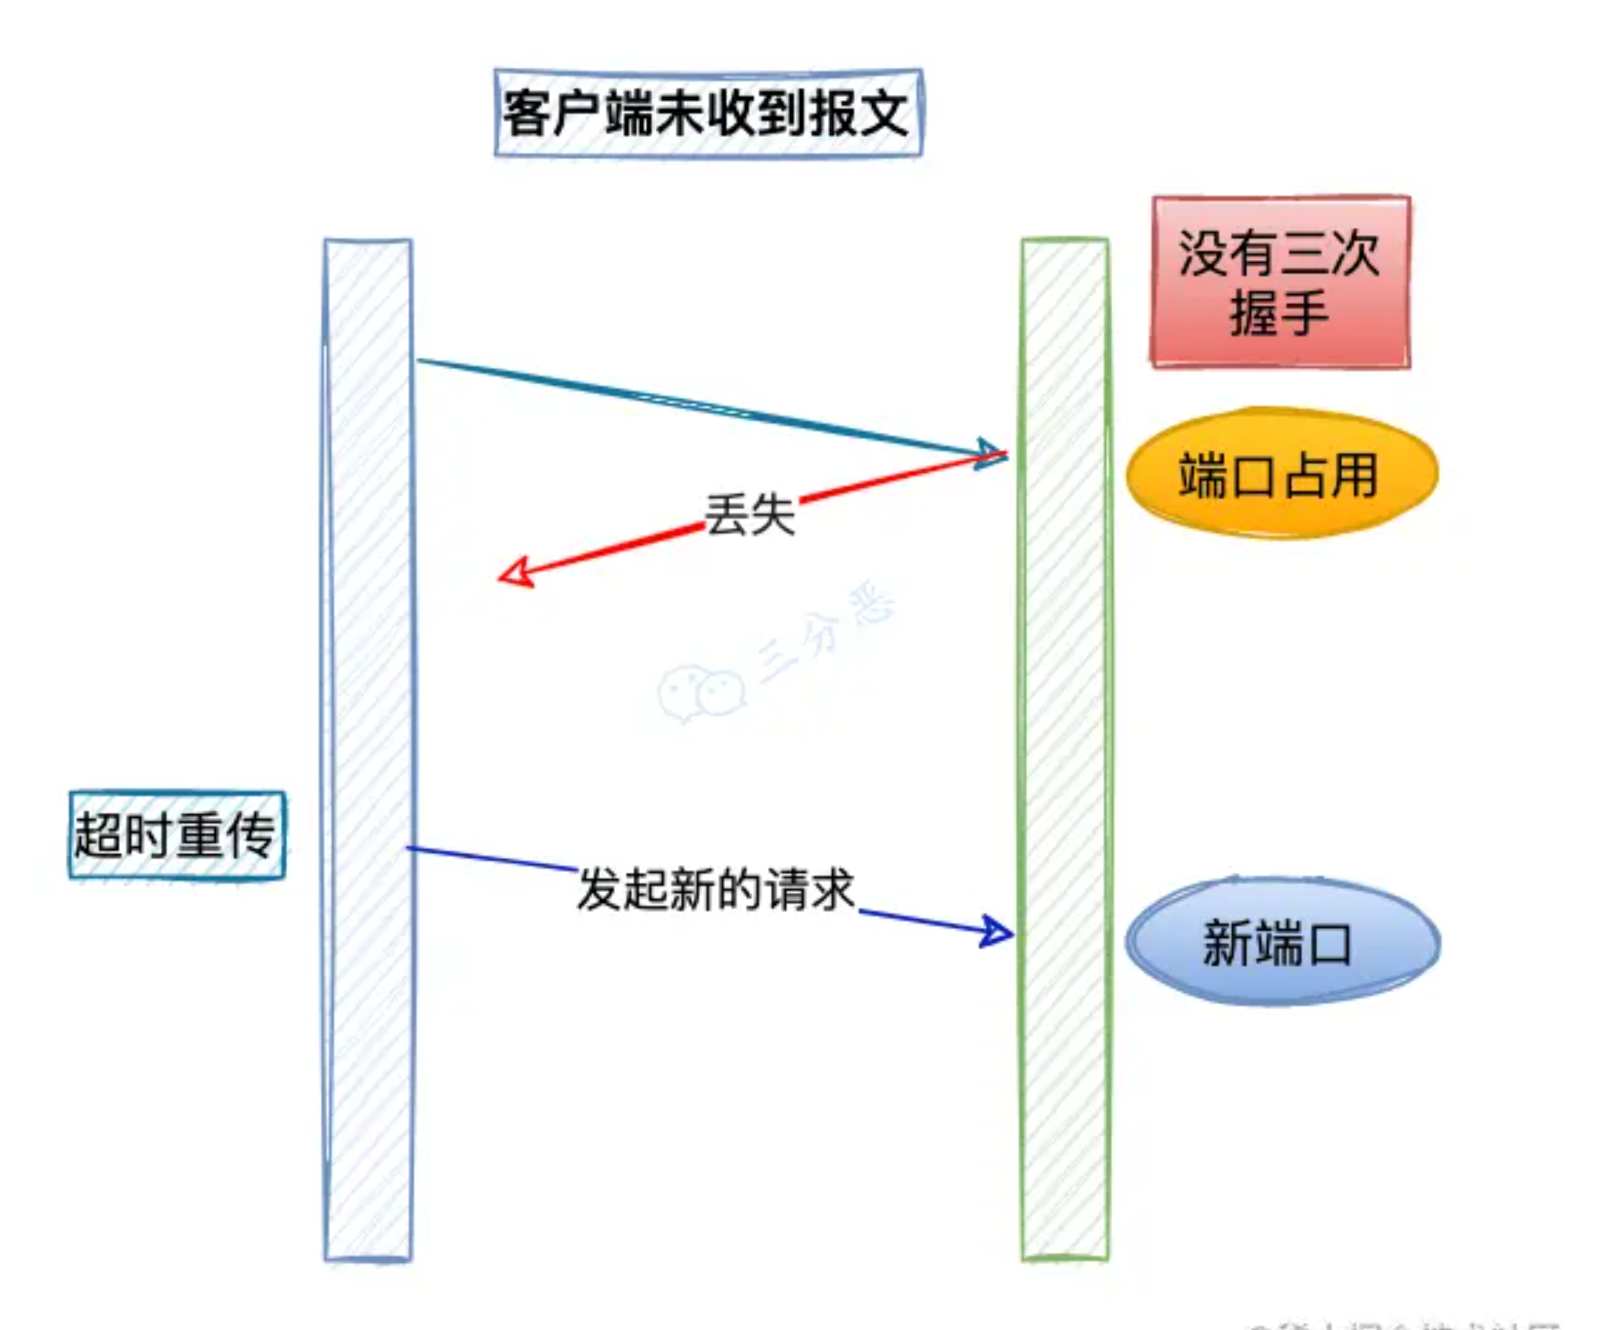 客户端未收到报文
没有三次
握手
端口占用
丢失
三分恶
超时重传
发起新的请求
新端口